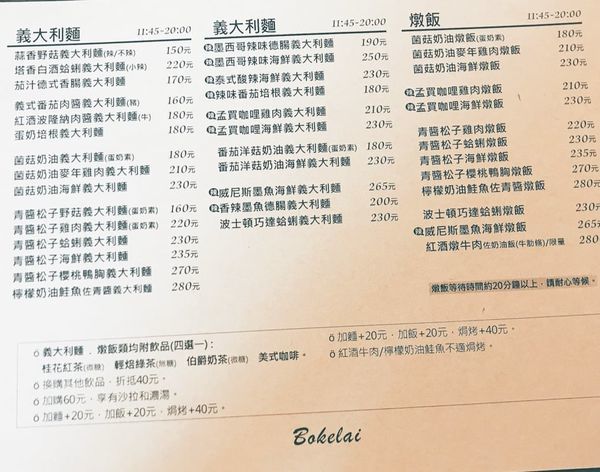 義大利麵 11:45-20:00
蒜香野菇義大利麵(辣/不辣) 150元
塔香白酒蛤蜊義大利麵(小辣) 220元
茄汁德式香腸義大利麵 170元
義式番茄肉醬義大利麵(豬) 160元
紅酒波隆納肉醬義大利麵(牛) 180元
蛋奶培根義大利麵 180元
菌菇奶油義大利麵(蛋奶素) 180元
菌菇奶油麥年雞肉義大利麵 210元
菌菇奶油海鮮義大利麵 230元
青醬松子野菇義大利麵(蛋奶素) 160元
青醬松子雞肉義大利麵(蛋奶素) 220元
青醬松子蛤蜊義大利麵 230元
青醬松子海鮮義大利麵 235元
青醬松子櫻桃鴨胸義大利麵 270元
檸檬奶油鮭魚佐青醬義大利麵 280元
義大利麵 11:45-20:00
辣墨西哥辣味德腸義大利麵 190元
辣墨西哥辣味海鮮義大利麵 250元
辣泰式酸辣海鮮義大利麵 230元
辣辣味番茄培根義大利麵 180元
辣孟買咖哩雞肉義大利麵 210元
辣孟買咖哩海鮮義大利麵 230元
番茄洋菇奶油義大利麵(蛋奶素) 180元
番茄洋菇奶油海鮮義大利麵 230元
辣威尼斯墨魚海鮮義大利麵 265元
辣香辣墨魚德腸義大利麵 200元
波士頓巧達蛤蜊義大利麵 230元
燉飯 11:45-20:00
菌菇奶油燉飯(蛋奶素) 180元
菌菇奶油麥年雞肉燉飯 210元
菌菇奶油海鮮燉飯 230元
辣孟買咖哩雞肉燉飯 210元
辣孟買咖哩海鮮燉飯 230元
青醬松子雞肉燉飯 220元
青醬松子蛤蜊燉飯 230元
青醬松子海鮮燉飯 235元
青醬松子櫻桃鴨胸燉飯 270元
檸檬奶油鮭魚佐青醬燉飯 280元
波士頓巧達蛤蜊燉飯 230元
辣威尼斯墨魚海鮮燉飯 265元
紅酒燉牛肉佐奶油飯(牛肋條)/限量 280元
燉飯等待時間約20分鐘以上，請耐心等候。
ö 義大利麵．燉飯類均附飲品(四選一)：
桂花紅茶(微糖) 輕焙綠茶(無糖) 伯爵奶茶(微糖) 美式咖啡。
ö 換購其他飲品，折抵40元。
ö 加購60元，享有沙拉和濃湯。
ö 加麵+20元，加飯+20元，焗烤+40元。
ö 加麵+20元，加飯+20元，焗烤+40元。
ö 紅酒牛肉/檸檬奶油鮭魚不適焗烤。
Bokelai